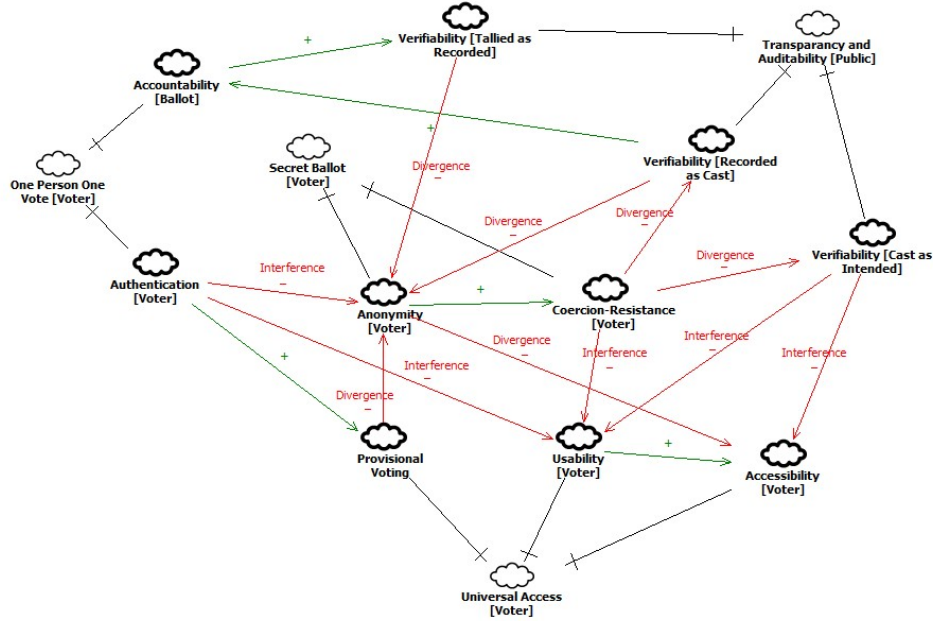 Verifiability [Tallied as
Recorded]
Transparancy and
Auditability [Public]
+
Accountability
[Ballot]
+
Secret Ballot
[Voter]
Divergence
–
Verifiability [Recorded
as Cast]
One Person One
Vote [Voter]
Divergence
–
Divergence
–
Verifiability [Cast as
Intended]
Authentication
[Voter]
Interference
–
Divergence
–
+
Anonymity
[Voter]
Coercion-Resistance
[Voter]
Divergence
–
Interference
–
Interference
–
Interference
–
Interference
–
+
Divergence
–
+
Provisional
Voting
Usability
[Voter]
Accessibility
[Voter]
Universal Access
[Voter]